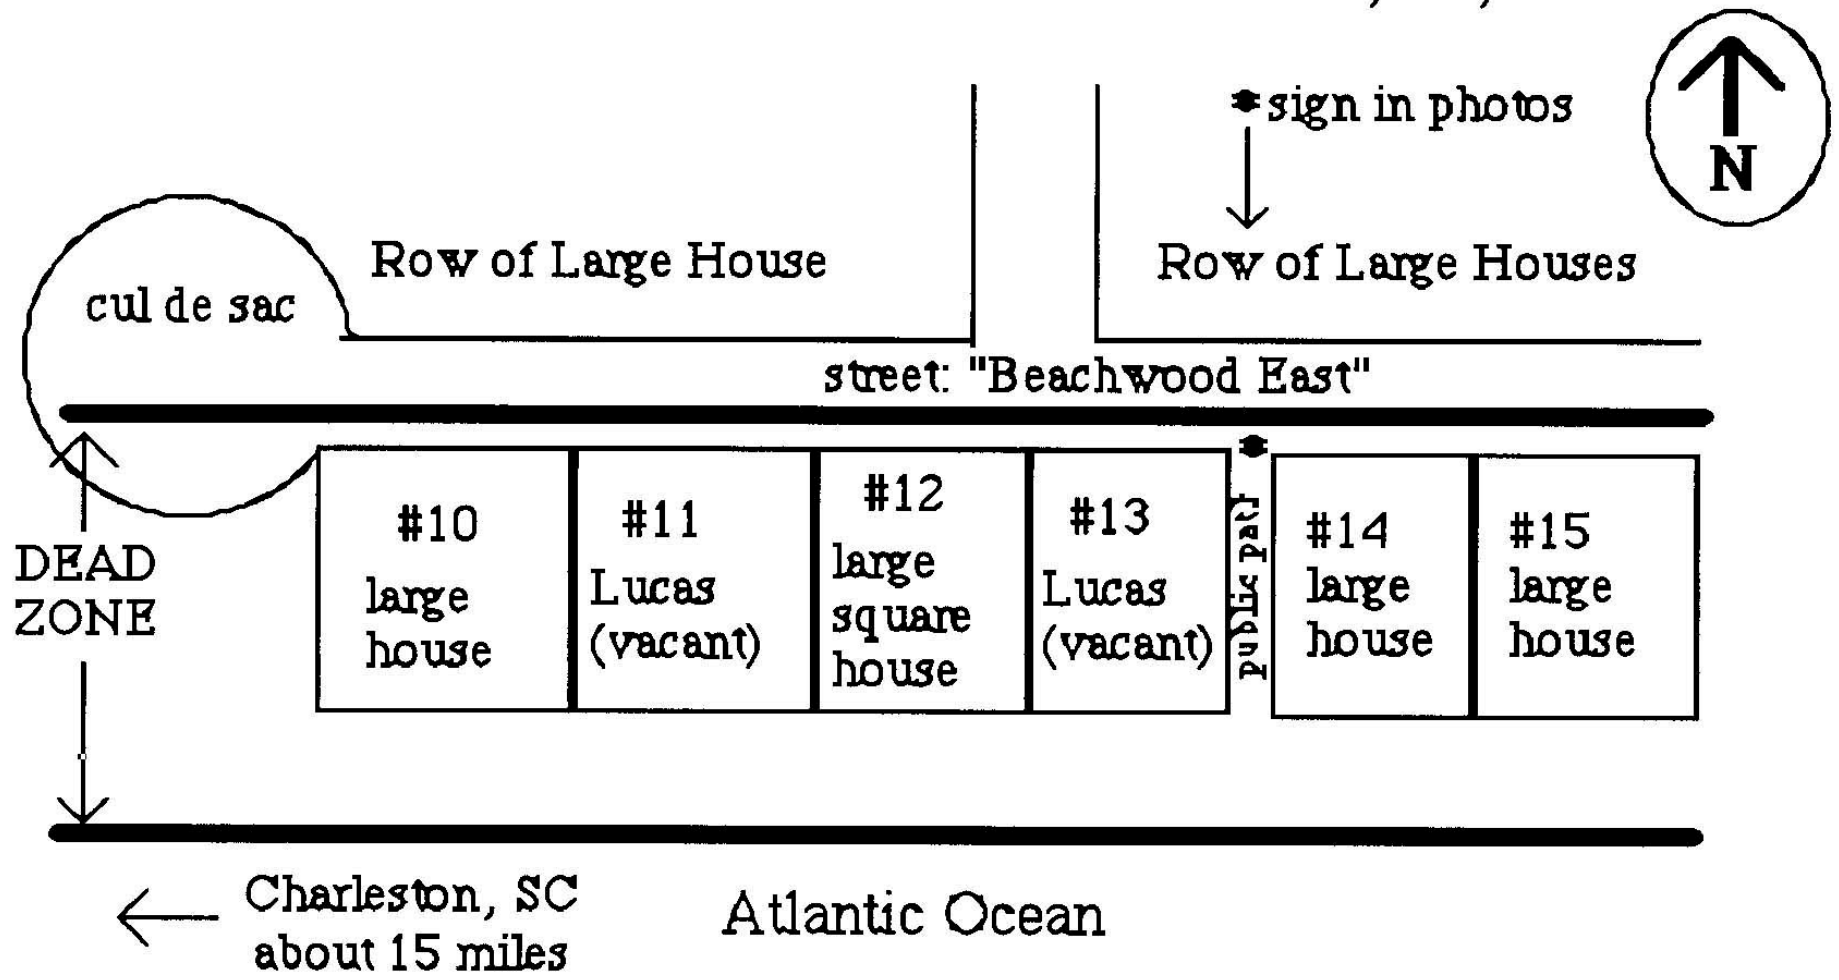 sign in photos
N
Row of Large House
Row of Large Houses
cul de sac
street: "Beachwood East"
DEAD
ZONE
#10
large
house
#11
Lucas
(vacant)
#12
large
square
house
#13
Lucas
(vacant)
public path
#14
large
house
#15
large
house
Charleston, SC
about 15 miles
Atlantic Ocean